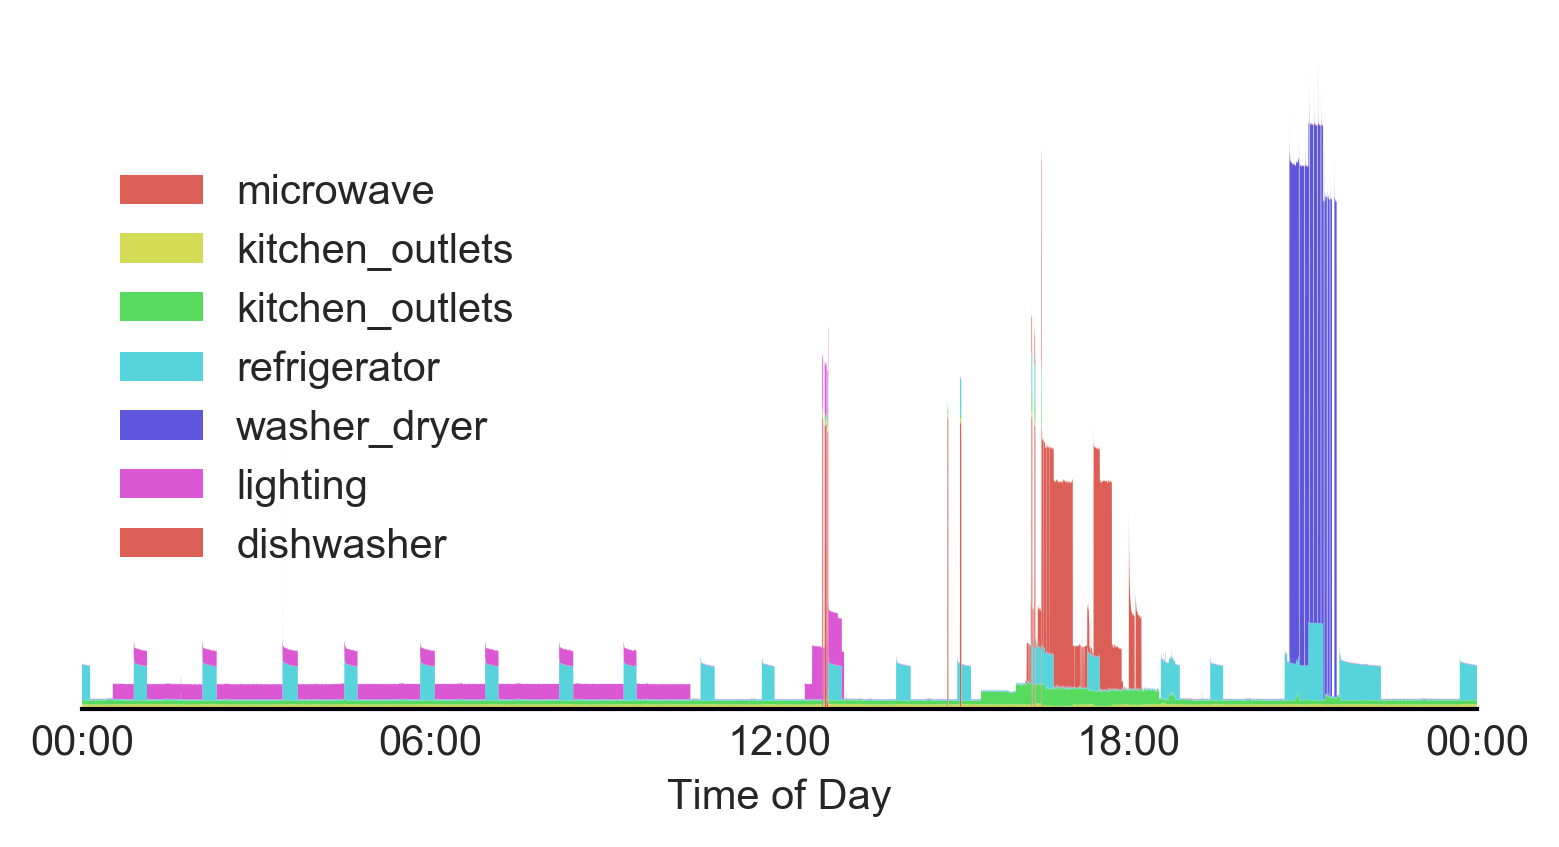 microwave
kitchen_outlets
kitchen_outlets
refrigerator
washer_dryer
lighting
dishwasher
00:00 06:00 12:00 18:00 00:00
Time of Day